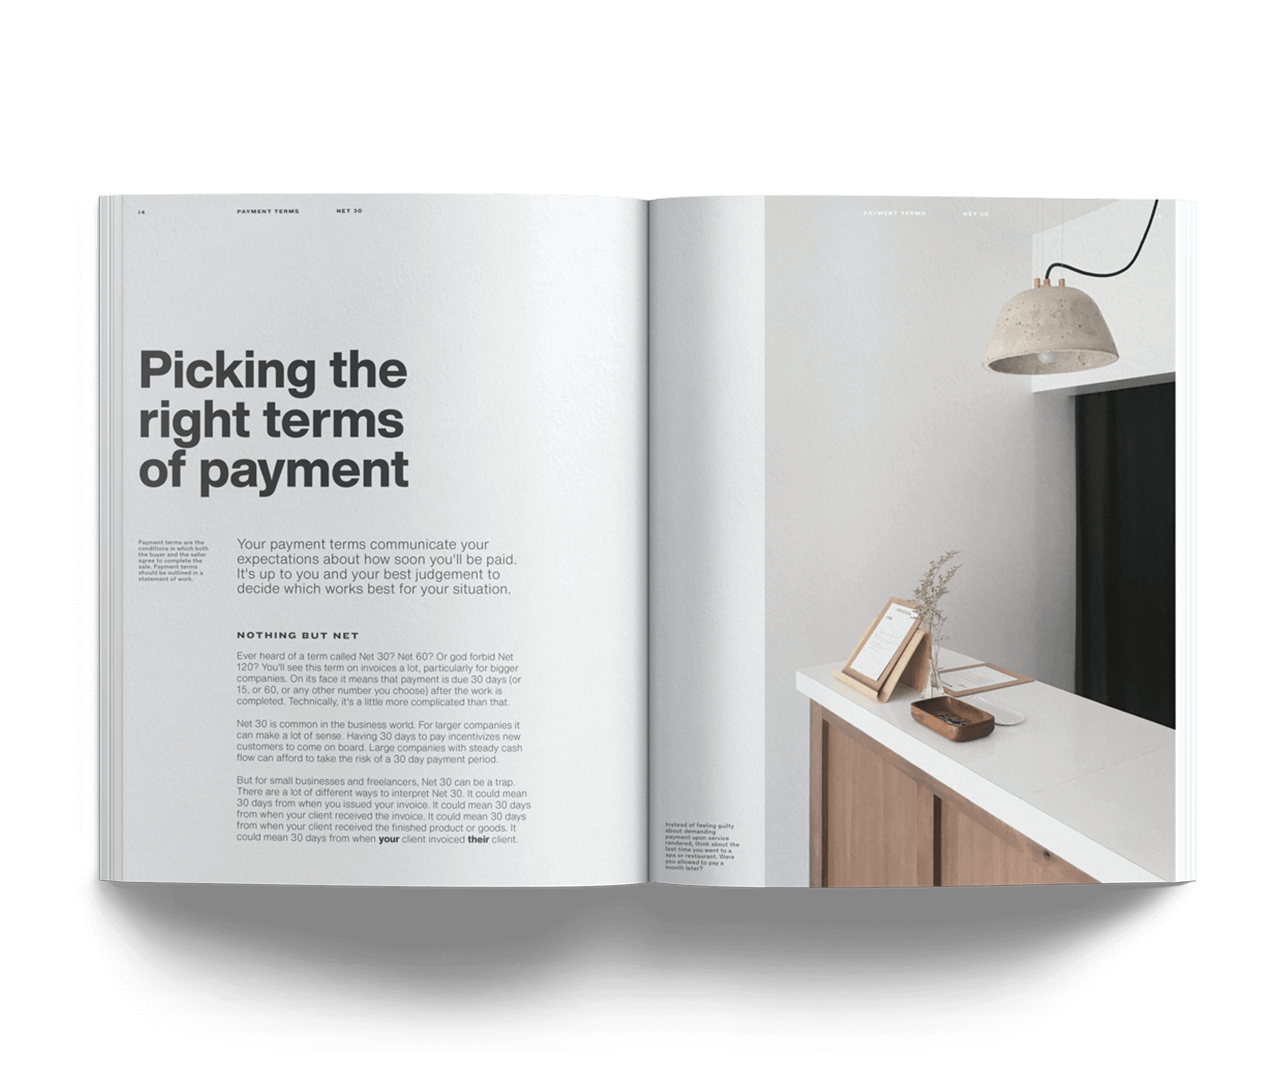 14
PAYMENT TERMS
NET 30
Picking the
right terms
of payment
Payment terms are the
conditions in which both
the buyer and the seller
agree to complete the
sale. Payment terms
should be outlined in a
statement of work.
Your payment terms communicate your
expectations about how soon you'll be paid.
It's up to you and your best judgement to
decide which works best for your situation.
NOTHING BUT NET
Ever heard of a term called Net 30? Net 60? Or god forbid Net
120? You'll see this term on invoices a lot, particularly for bigger
companies. On its face it means that payment is due 30 days (or
15, or 60, or any other number you choose) after the work is
completed. Technically, it's a little more complicated than that.
Net 30 is common in the business world. For larger companies it
can make a lot of sense. Having 30 days to pay incentivizes new
customers to come on board. Large companies with steady cash
flow can afford to take the risk of a 30 day payment period.
But for small businesses and freelancers, Net 30 can be a trap.
There are a lot of different ways to interpret Net 30. It could mean
30 days from when you issued your invoice. It could mean 30 days
from when your client received the invoice. It could mean 30 days
from when your client received the finished product or goods. It
could mean 30 days from when your client invoiced their client.
PAYMENT TERMS
NET 30
Instead of feeling guilty
about demanding
payment upon service
rendered, think about the
last time you went to a
spa or restaurant. Were
you allowed to pay a
month later?